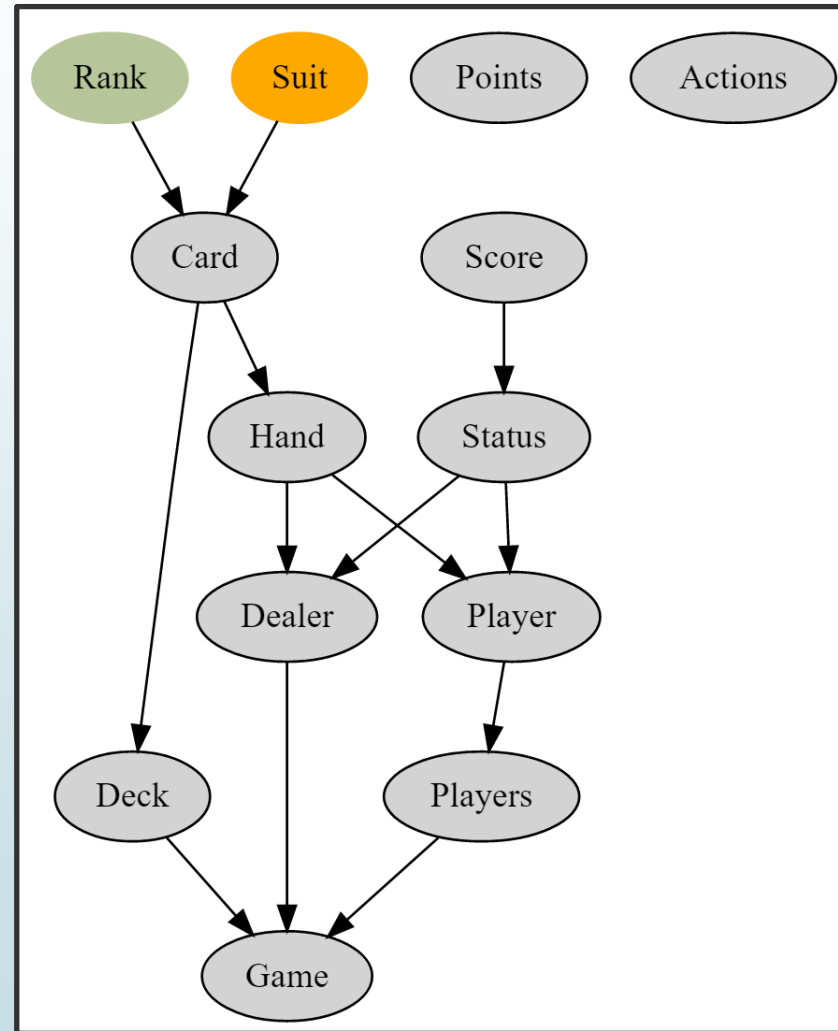 Rank
Suit
Points
Actions
Card
Score
Hand
Status
Dealer
Player
Deck
Players
Game